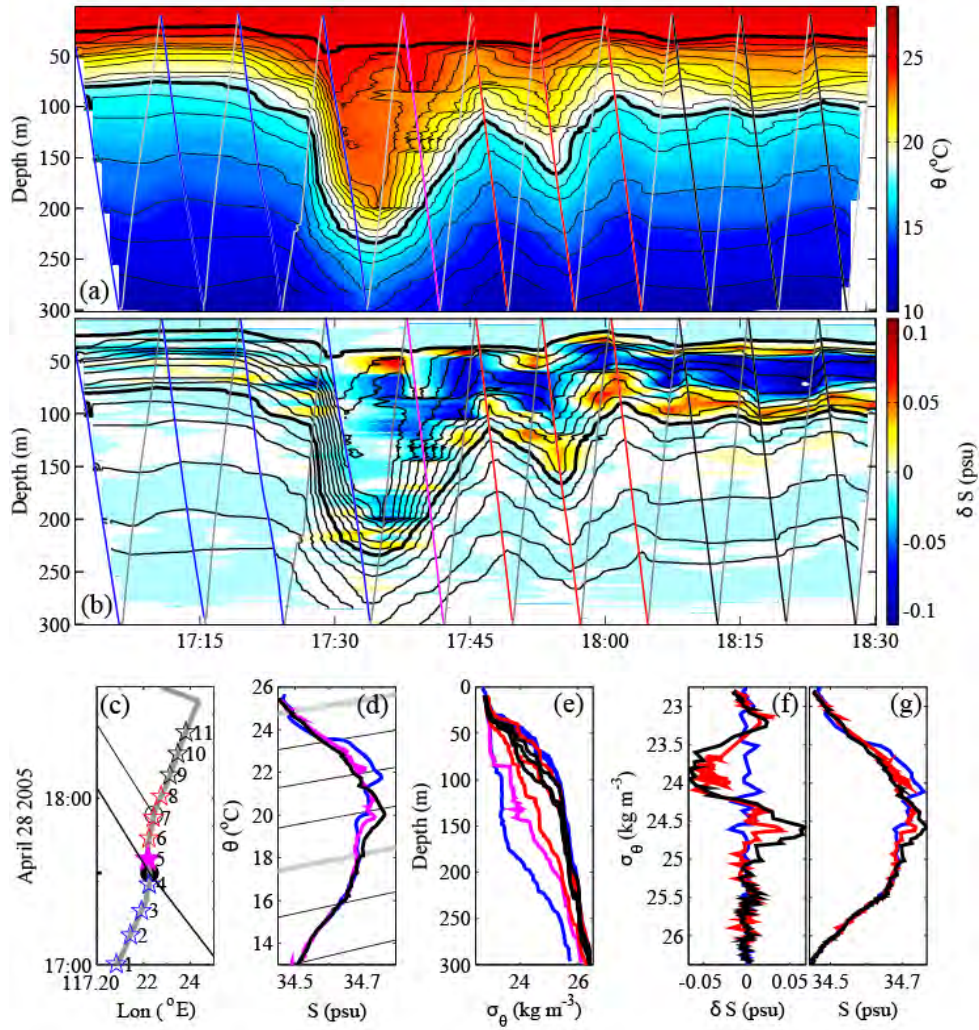 50
100
150
200
250
300
Depth (m)
(a)
25
20
15
10
θ (°C)
50
100
150
200
250
300
Depth (m)
(b)
0.1
0.05
0
-0.05
-0.1
δ S (psu)
17:15 17:30 17:45 18:00 18:15 18:30
April 28 2005
18:00
17:00
(c)
11
10
9
8
7
6
5
4
3
2
1
117.20 22 24
Lon (°E)
(d)
26
24
22
20
18
16
14
θ (°C)
34.5 34.7
S (psu)
(e)
0
50
100
150
200
250
300
Depth (m)
24 26
σθ (kg m-3)
(f)
23
23.5
24
24.5
25
25.5
26
σθ (kg m-3)
-0.05 0 0.05
δ S (psu)
(g)
34.5 34.7
S (psu)